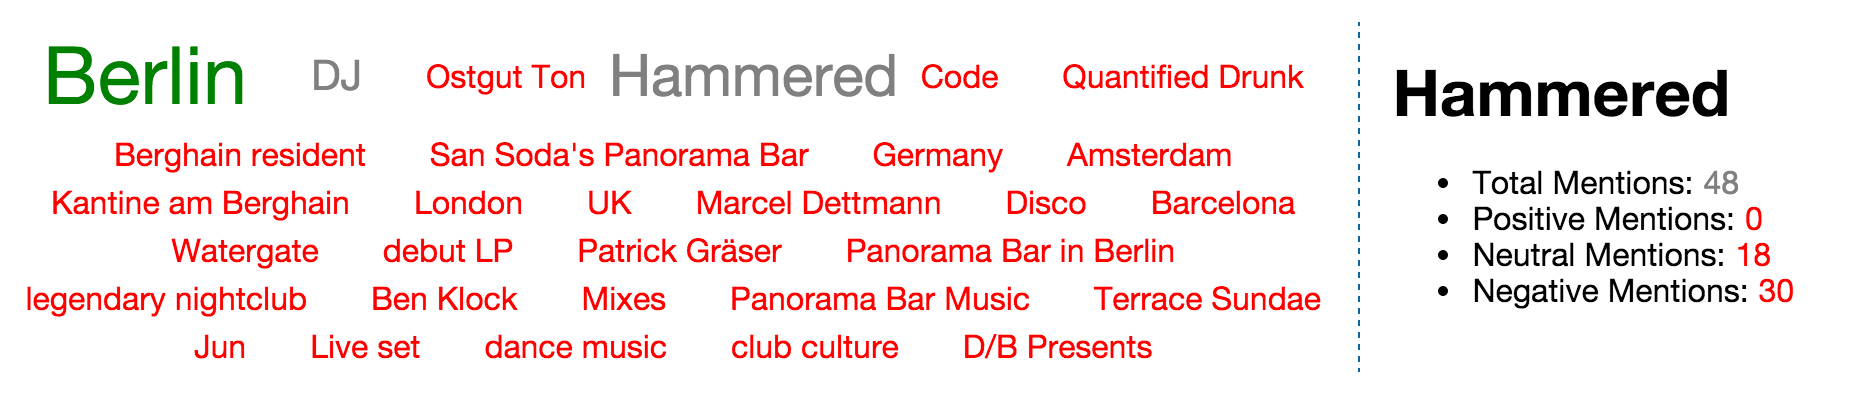 Berlin DJ Ostgut Ton Hammered Code Quantified Drunk
Berghain resident San Soda's Panorama Bar Germany Amsterdam
Kantine am Berghain London UK Marcel Dettmann Disco Barcelona
Watergate debut LP Patrick Gräser Panorama Bar in Berlin
legendary nightclub Ben Klock Mixes Panorama Bar Music Terrace Sundae
Jun Live set dance music club culture D/B Presents
Hammered
• Total Mentions: 48
• Positive Mentions: 0
• Neutral Mentions: 18
• Negative Mentions: 30